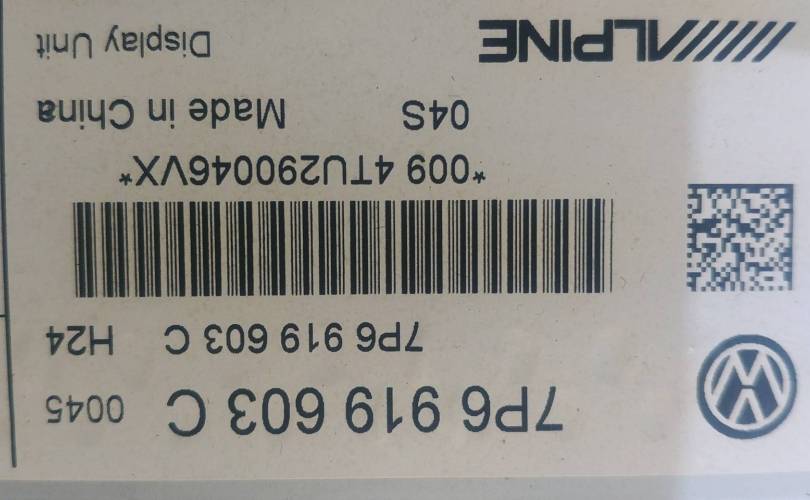 7P6 919 603 C 0045
7P6 919 603 C H24
*009 4TU290046VX*
04S Made in China
ALPINE Display Unit